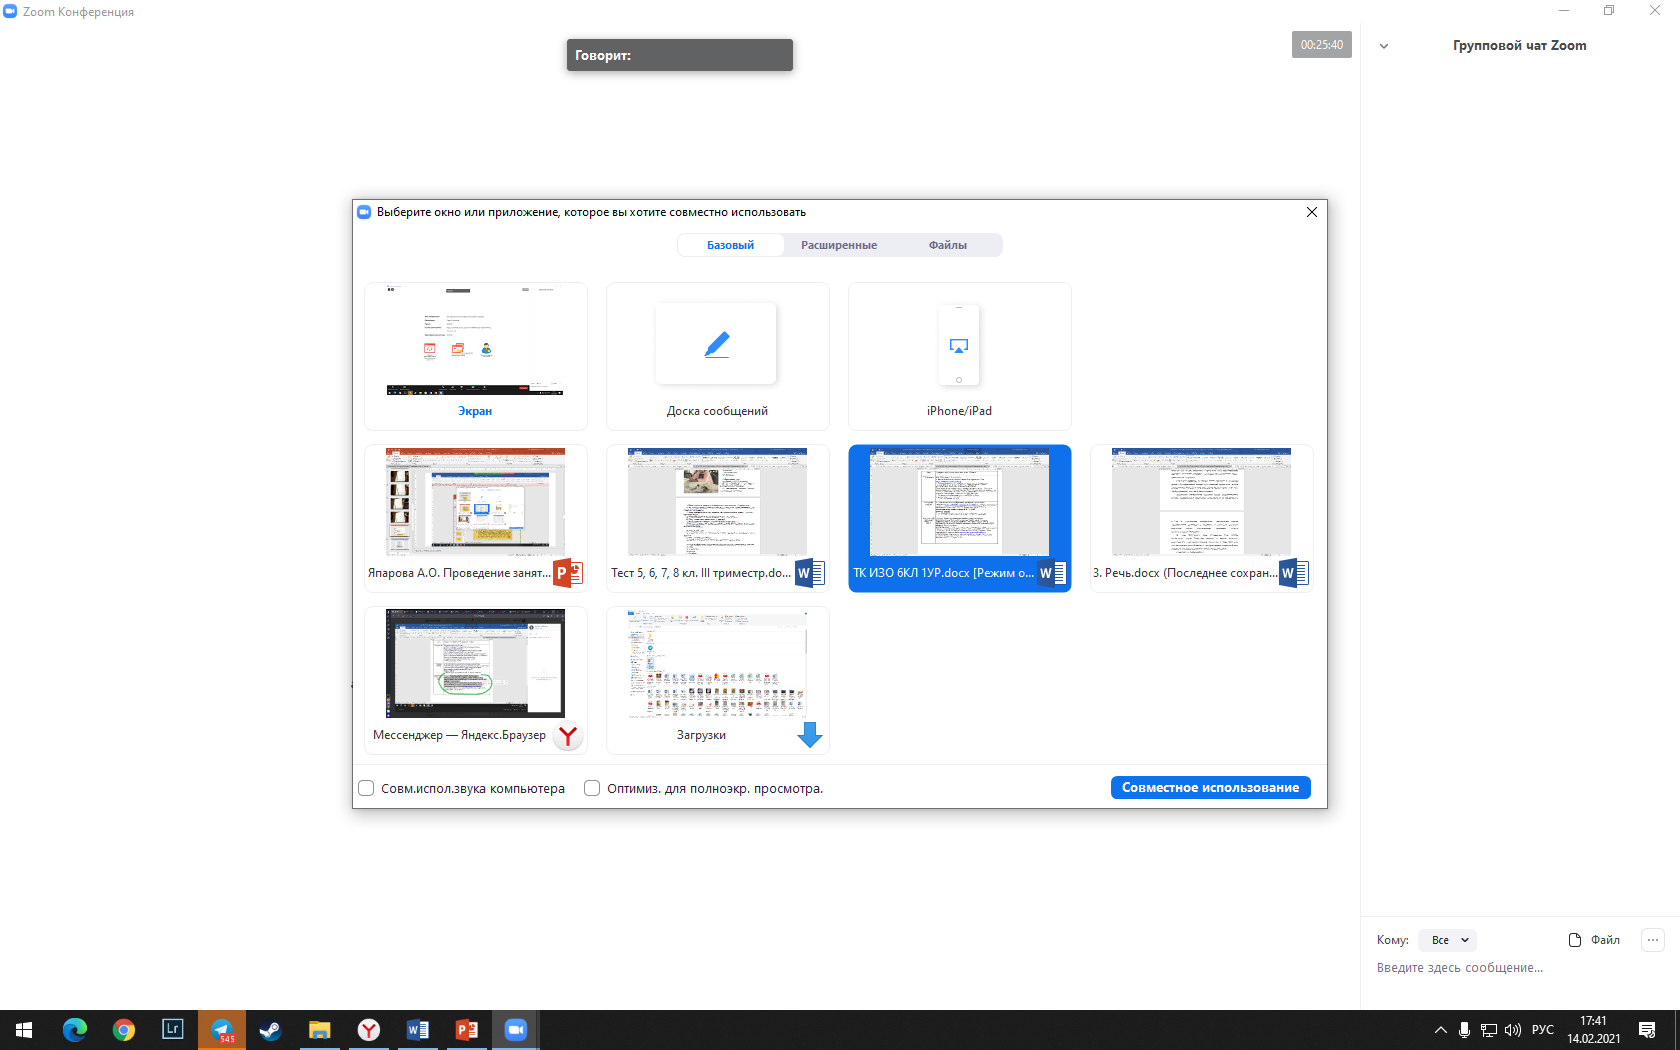 Zoom Конференция
Говорит:
00:25:40
Групповой чат Zoom
Выберите окно или приложение, которое вы хотите совместно использовать
Базовый
Расширенные
Файлы
Экран
Доска сообщений
iPhone/iPad
Япарова А.О. Проведение занят...
Тест 5, 6, 7, 8 кл. III триместр.do...
ТК ИЗО 6КЛ 1УР.docx [Режим о...
3. Речь.docx (Последнее сохран...
Мессенджер — Яндекс.Браузер
Загрузки
Совм.испол.звука компьютера
Оптимиз. для полноэкр. просмотра.
Совместное использование
Кому:
Все
Файл
Введите здесь сообщение...
Lr
545
РУС
17:41
14.02.2021